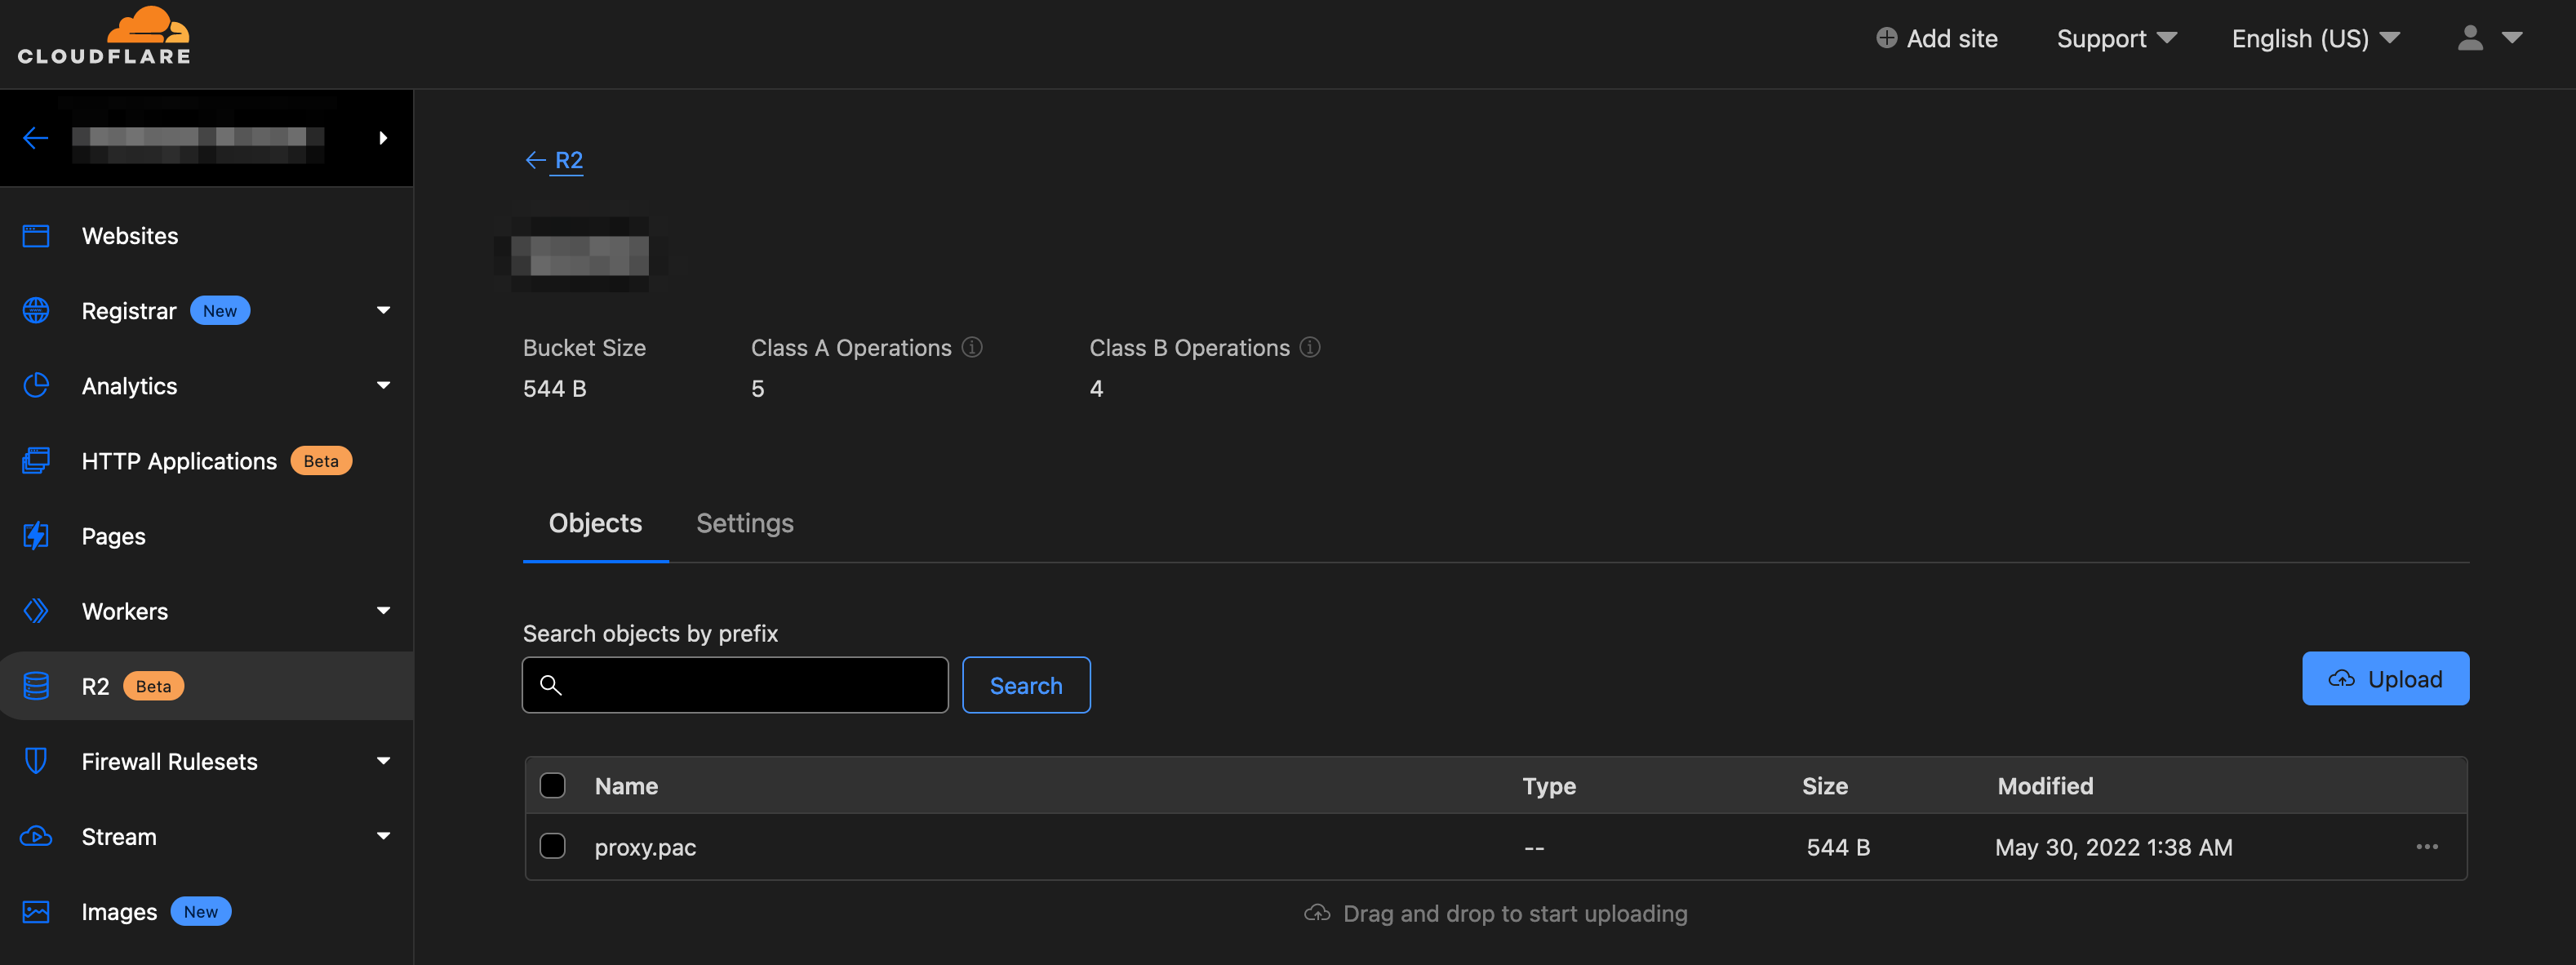 CLOUDFLARE
Add site
Support
English (US)
Websites
Registrar New
Analytics
HTTP Applications Beta
Pages
Workers
R2 Beta
Firewall Rulesets
Stream
Images New
← R2
Bucket Size Class A Operations Class B Operations
544 B 5 4
Objects Settings
Search objects by prefix
Search
Upload
Name Type Size Modified
proxy.pac -- 544 B May 30, 2022 1:38 AM
Drag and drop to start uploading